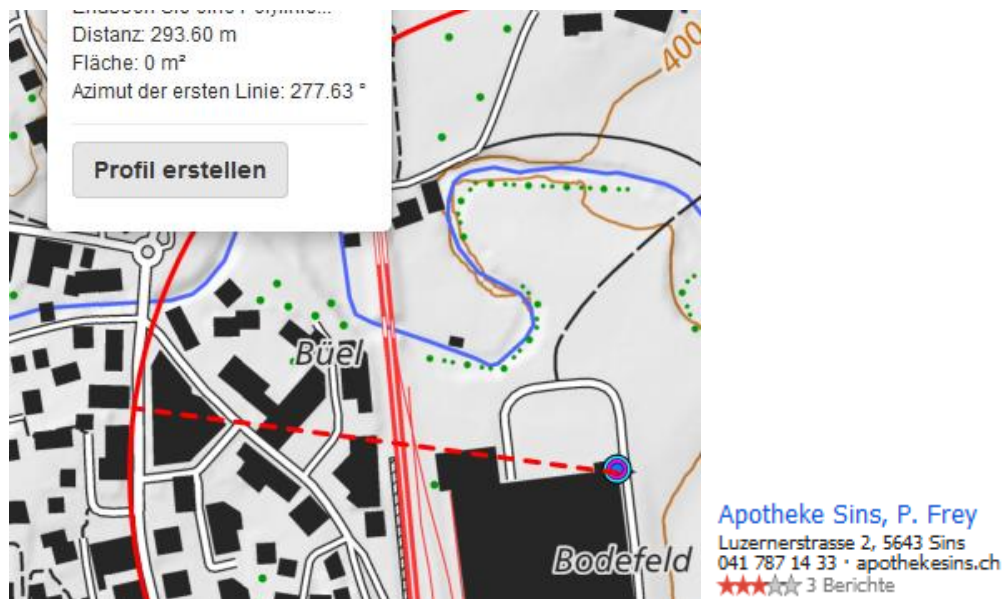 Distanz: 293.60 m
Fläche: 0 m²
Azimut der ersten Linie: 277.63 °
Profil erstellen
400
Büel
Bodefeld
Apotheke Sins, P. Frey
Luzernerstrasse 2, 5643 Sins
041 787 14 33 · apothekesins.ch
3 Berichte